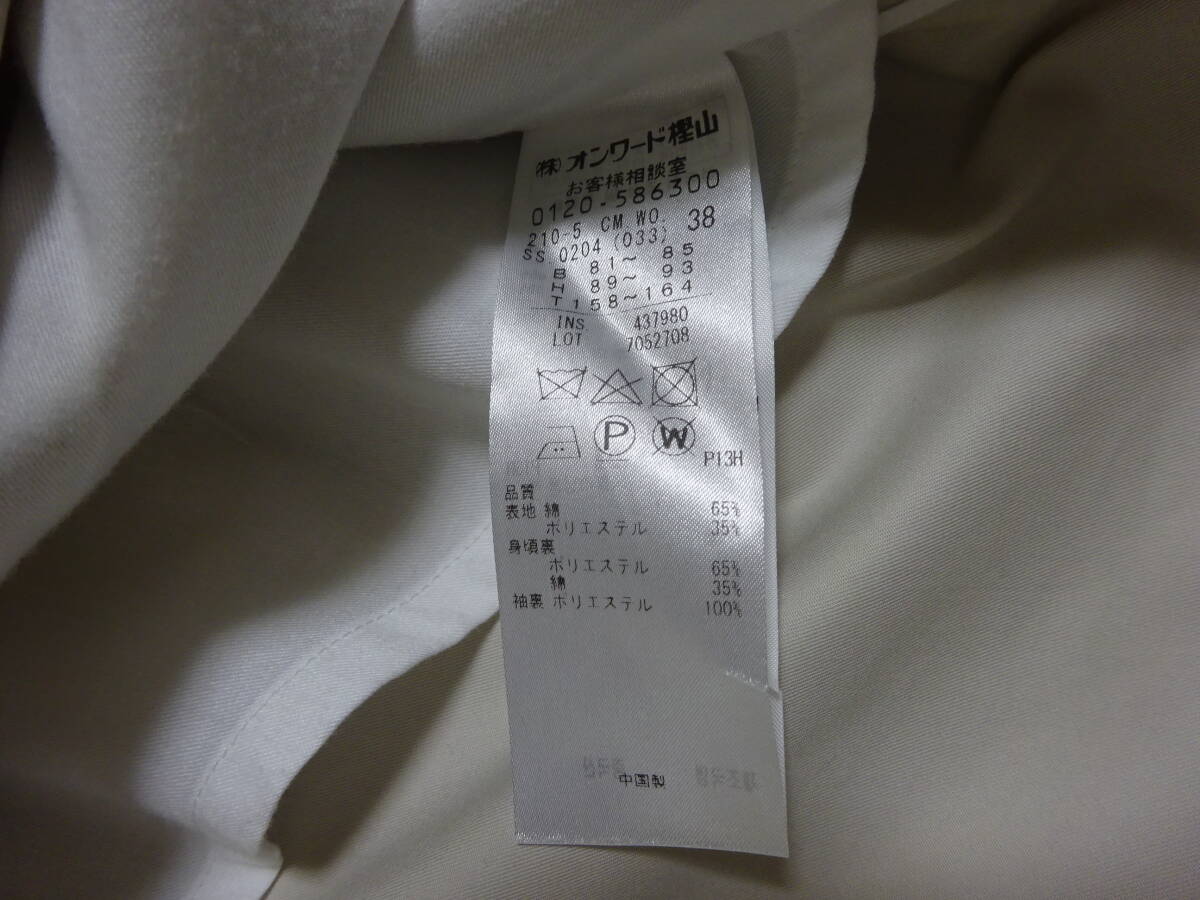 (株)オンワード樫山
お客様相談室
0120-586300
210-5 CM WO. 38
SS 0204 (033)
B 81~ 85
H 89~ 93
T 158~164
INS 437980
LOT 7052708
P W P13H
品質
表地 綿 65%
ポリエステル 35%
身頃裏
ポリエステル 65%
綿 35%
袖裏 ポリエステル 100%
中国製